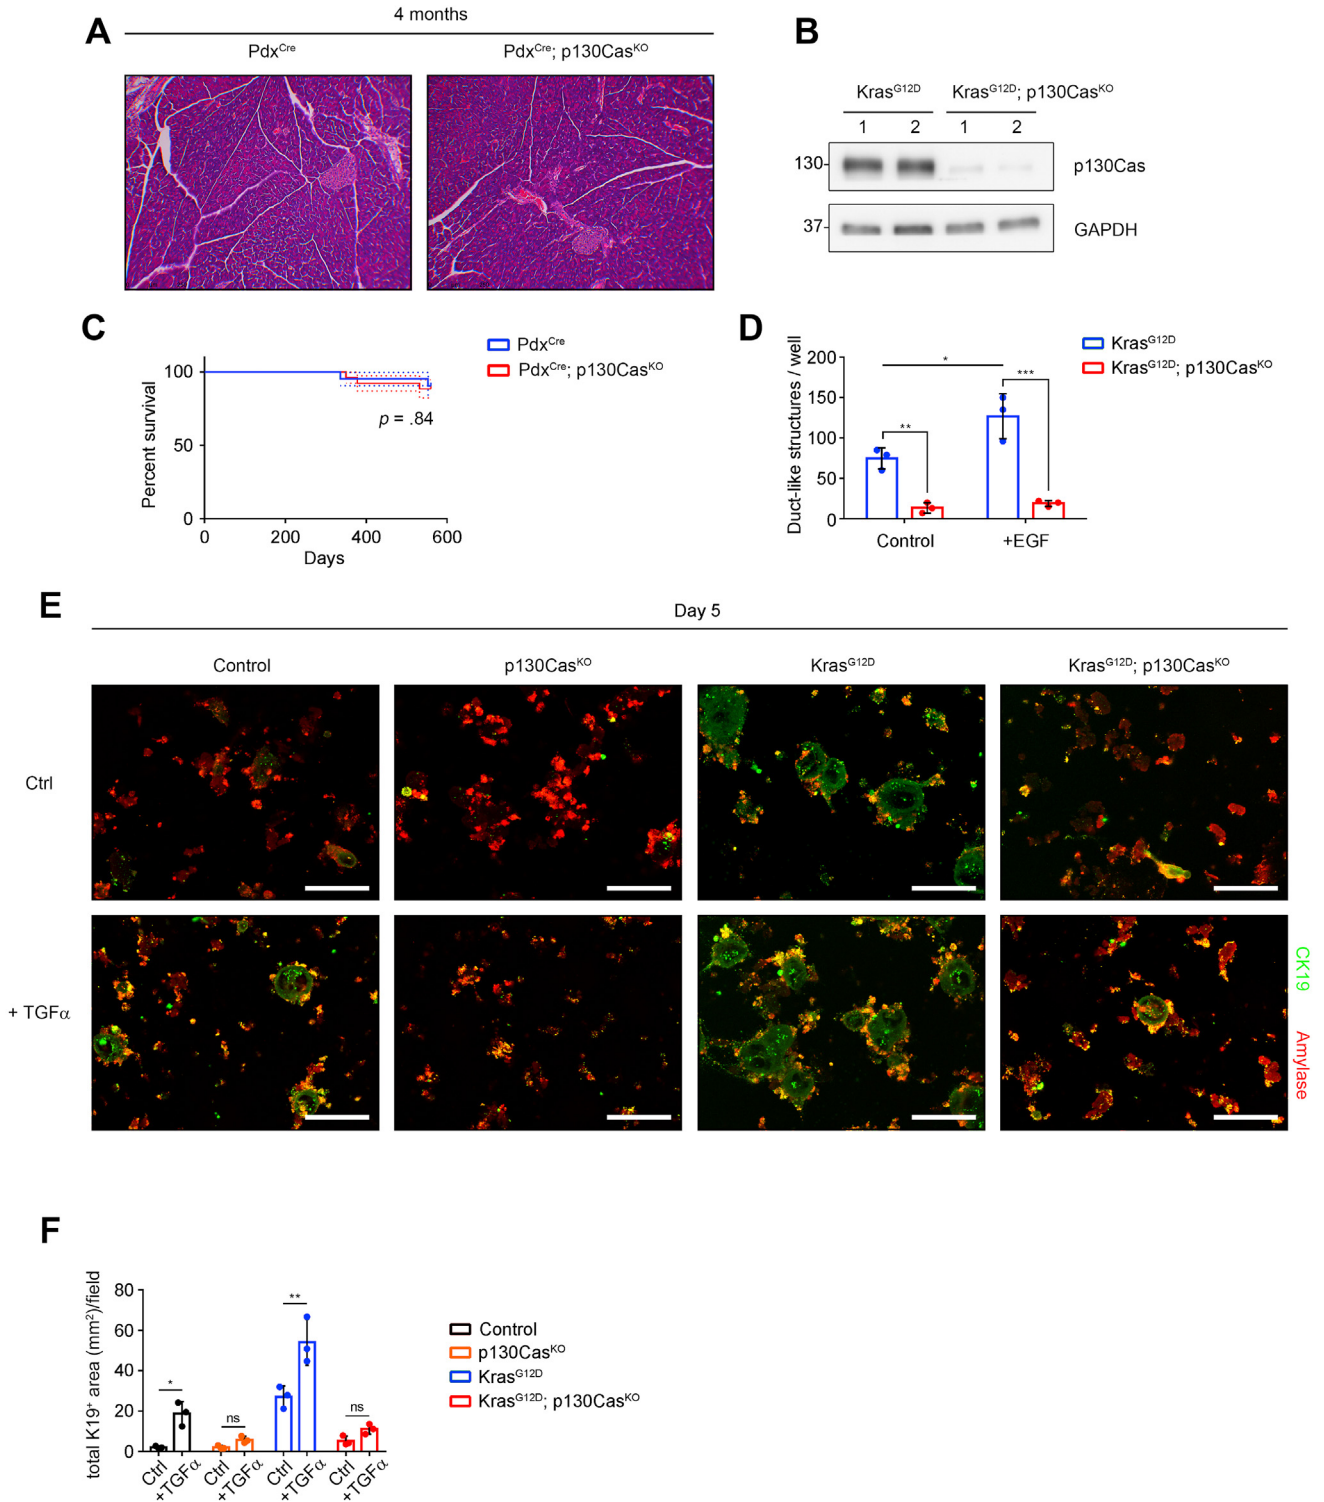 A
4 months
Pdx^Cre
Pdx^Cre; p130Cas^KO
B
Kras^G12D
Kras^G12D; p130Cas^KO
1 2 1 2
130
p130Cas
37
GAPDH
C
Percent survival
100
50
0
0 200 400 600
Days
p = .84
Pdx^Cre
Pdx^Cre; p130Cas^KO
D
Duct-like structures / well
200
150
100
50
0
*
**
***
Control
+EGF
Kras^G12D
Kras^G12D; p130Cas^KO
E
Day 5
Control
p130Cas^KO
Kras^G12D
Kras^G12D; p130Cas^KO
Ctrl
+ TGFα
CK19
Amylase
F
total K19⁺ area (mm²)/field
80
60
40
20
0
*
ns
**
ns
Ctrl
+TGFα
Ctrl
+TGFα
Ctrl
+TGFα
Ctrl
+TGFα
Control
p130Cas^KO
Kras^G12D
Kras^G12D; p130Cas^KO